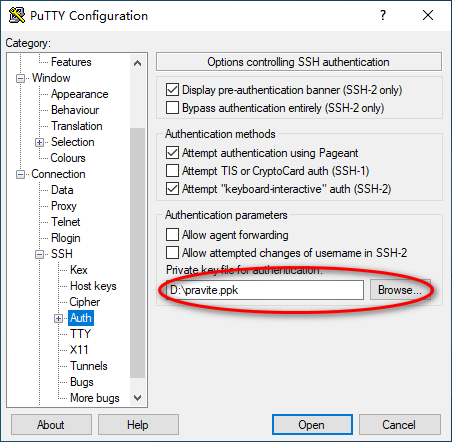 PuTTY Configuration
Category:
Features
Window
Appearance
Behaviour
Translation
Selection
Colours
Connection
Data
Proxy
Telnet
Rlogin
SSH
Kex
Host keys
Cipher
Auth
TTY
X11
Tunnels
Bugs
More bugs
Options controlling SSH authentication
Display pre-authentication banner (SSH-2 only)
Bypass authentication entirely (SSH-2 only)
Authentication methods
Attempt authentication using Pageant
Attempt TIS or CryptoCard auth (SSH-1)
Attempt "keyboard-interactive" auth (SSH-2)
Authentication parameters
Allow agent forwarding
Allow attempted changes of username in SSH-2
Private key file for authentication:
D:\pravite.ppk Browse...
About Help Open Cancel